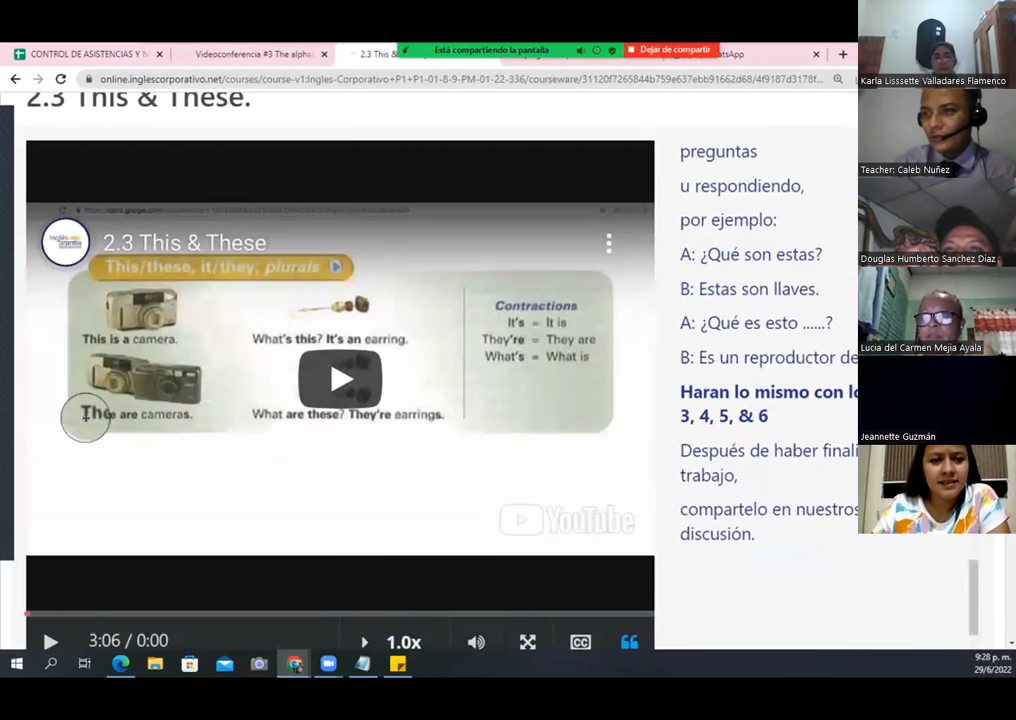 CONTROL DE ASISTENCIAS Y N
Videoconferencia #3 The alphab
2.3 This
Está compartiendo la pantalla
Dejar de compartir
online.inglescorporativo.net/courses/course-v1:Ingles-Corporativo+P1+P1-01-8-9-PM-01-22-336/courseware/31120f7265844b759e637ebb91662d68/4f9187d3178f...
2.3 This & These.
2.3 This & These
This/these, it/they; plurals
This is a camera.
What's this? It's an earring.
are cameras.
What are these? They're earrings.
Contractions
It's = It is
They're = They are
What's = What is
YouTube
3:06 / 0:00
1.0x
CC
preguntas
u respondiendo,
por ejemplo:
A: ¿Qué son estas?
B: Estas son llaves.
A: ¿Qué es esto ......?
B: Es un reproductor de
Haran lo mismo con lo
3, 4, 5, & 6
Después de haber finali
trabajo,
compartelo en nuestros
discusión.
Karla Lisssette Valladares Flamenco
Teacher: Caleb Nuñez
Douglas Humberto Sanchez Diaz
Lucia del Carmen Mejia Ayala
Jeannette Guzmán
9:28 p. m.
29/6/2022